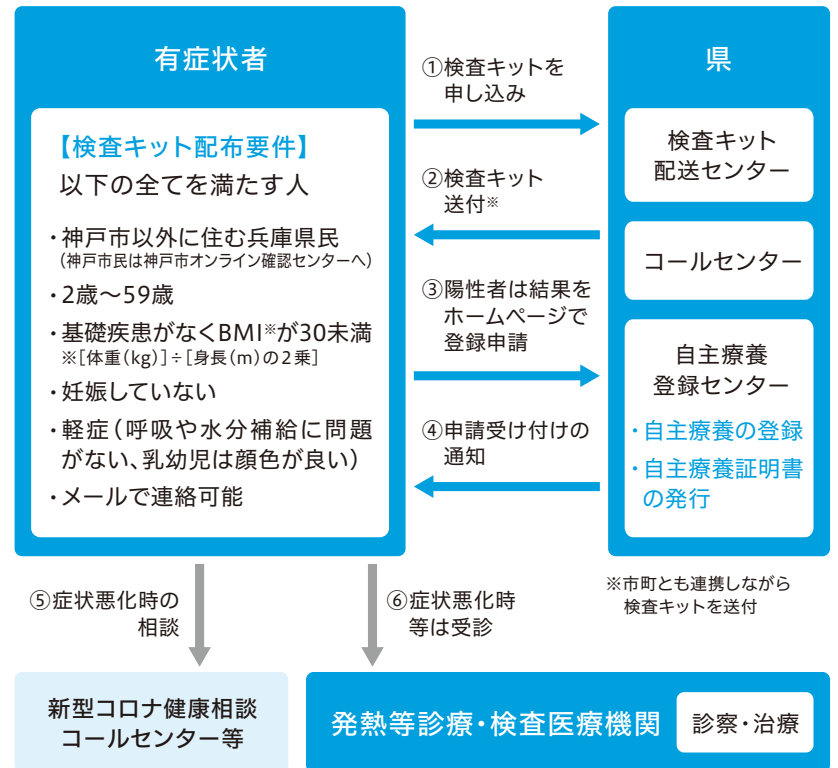 有症状者
【検査キット配布要件】
以下の全てを満たす人
・神戸市以外に住む兵庫県民
(神戸市民は神戸市オンライン確認センターへ)
・2歳～59歳
・基礎疾患がなくBMI※が30未満
※[体重(kg)]÷[身長(m)の2乗]
・妊娠していない
・軽症(呼吸や水分補給に問題
がない、乳幼児は顔色が良い)
・メールで連絡可能
①検査キットを
申し込み
②検査キット
送付※
③陽性者は結果を
ホームページで
登録申請
④申請受け付けの
通知
県
検査キット
配送センター
コールセンター
自主療養
登録センター
・自主療養の登録
・自主療養証明書
の発行
※市町とも連携しながら
検査キットを送付
⑤症状悪化時の
相談
⑥症状悪化時
等は受診
新型コロナ健康相談
コールセンター等
発熱等診療・検査医療機関
診察・治療